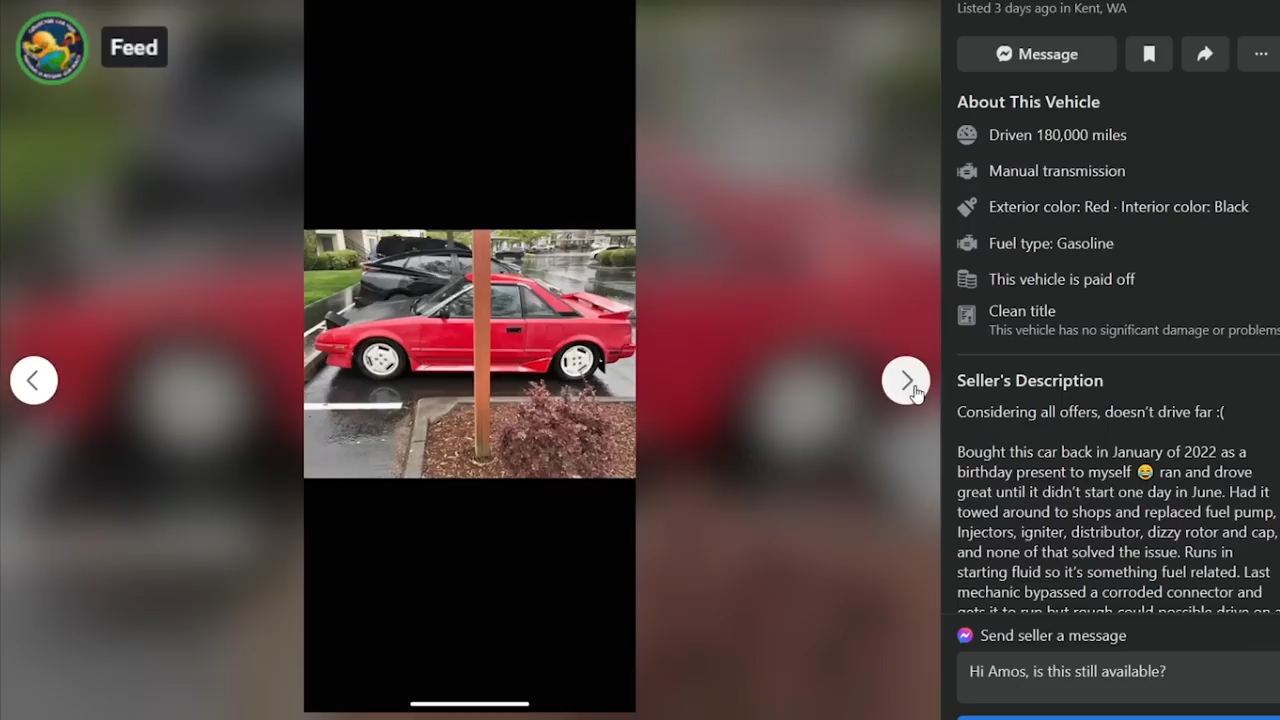 Feed
Listed 3 days ago in Kent, WA
Message
About This Vehicle
Driven 180,000 miles
Manual transmission
Exterior color: Red · Interior color: Black
Fuel type: Gasoline
This vehicle is paid off
Clean title
This vehicle has no significant damage or problems
Seller's Description
Considering all offers, doesn't drive far :(
Bought this car back in January of 2022 as a
birthday present to myself 😂 ran and drove
great until it didn't start one day in June. Had it
towed around to shops and replaced fuel pump,
Injectors, igniter, distributor, dizzy rotor and cap,
and none of that solved the issue. Runs in
starting fluid so it's something fuel related. Last
mechanic bypassed a corroded connector and
gets it to run but rough could possible drive on a
Send seller a message
Hi Amos, is this still available?